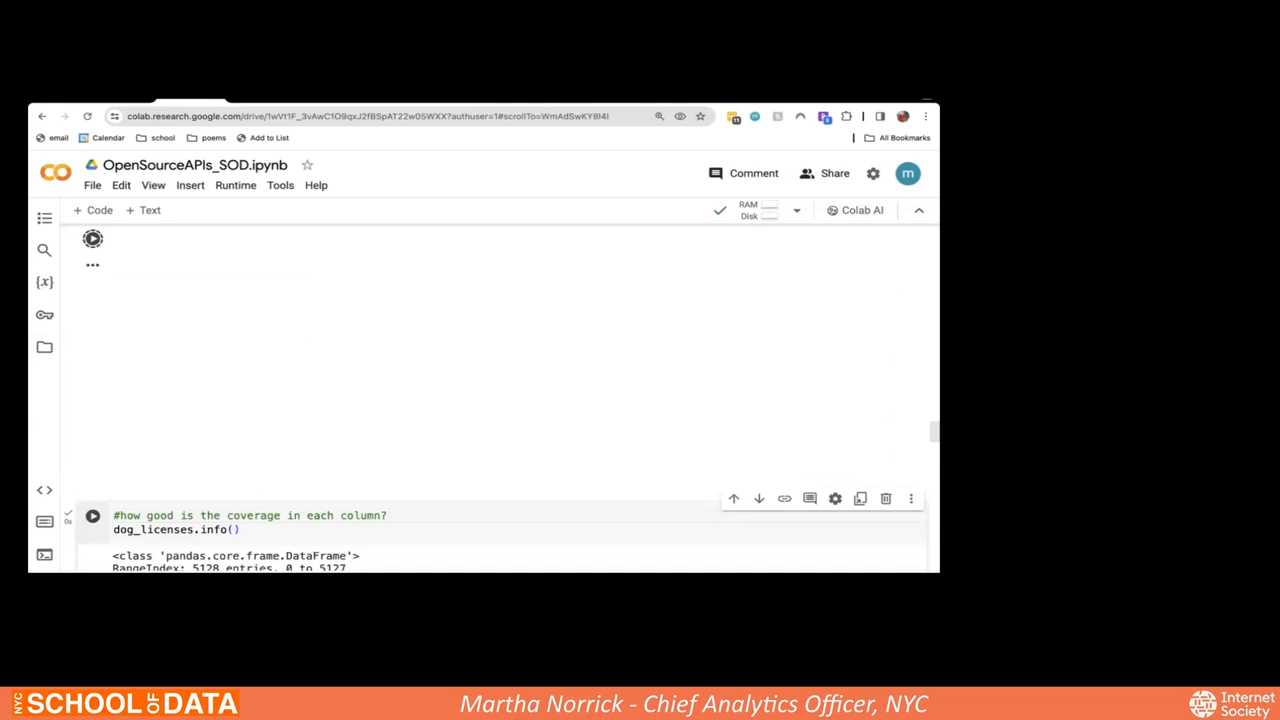 colab.research.google.com/drive/1wVt1F_3vAwC1O9qxJ2fBSpAT22w05WXX?authuser=1#scrollTo=WmAdSwKY8I4I
email Calendar school poems Add to List All Bookmarks
OpenSourceAPIs_SOD.ipynb
File Edit View Insert Runtime Tools Help
Comment Share m
+ Code + Text
RAM
Disk
Colab AI
{x}
#how good is the coverage in each column?
0s
dog_licenses.info()
<class 'pandas.core.frame.DataFrame'>
RangeIndex: 5128 entries, 0 to 5127
NYC SCHOOL OF DATA
Martha Norrick - Chief Analytics Officer, NYC
Internet
Society